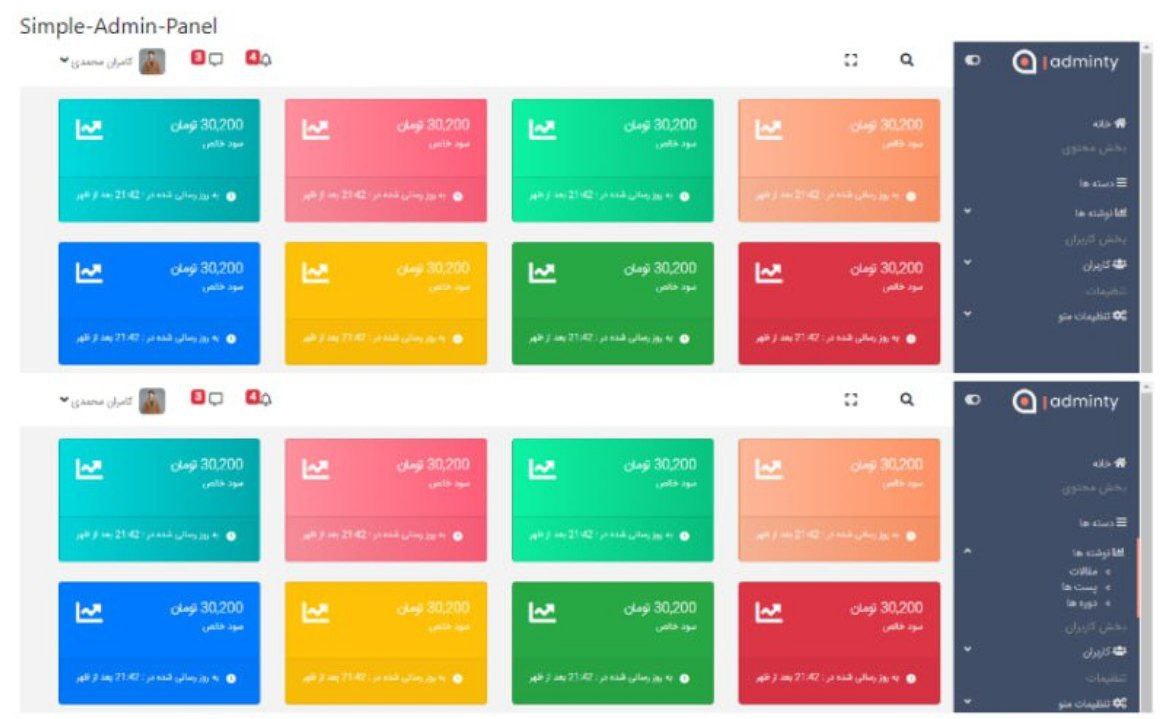 Simple-Admin-Panel
adminty
کامران محمدی
3
4
خانه
بخش محتوی
دسته ها
نوشته ها
بخش کاربران
کاربران
تنظیمات
تنظیمات منو
30,200 تومان
سود خالص
به روز رسانی شده در : 21:42 بعد از ظهر
30,200 تومان
سود خالص
به روز رسانی شده در : 21:42 بعد از ظهر
30,200 تومان
سود خالص
به روز رسانی شده در : 21:42 بعد از ظهر
30,200 تومان
سود خالص
به روز رسانی شده در : 21:42 بعد از ظهر
30,200 تومان
سود خالص
به روز رسانی شده در : 21:42 بعد از ظهر
30,200 تومان
سود خالص
به روز رسانی شده در : 21:42 بعد از ظهر
30,200 تومان
سود خالص
به روز رسانی شده در : 21:42 بعد از ظهر
30,200 تومان
سود خالص
به روز رسانی شده در : 21:42 بعد از ظهر
adminty
کامران محمدی
3
4
خانه
بخش محتوی
دسته ها
نوشته ها
مقالات
پست ها
دوره ها
بخش کاربران
کاربران
تنظیمات
تنظیمات منو
30,200 تومان
سود خالص
به روز رسانی شده در : 21:42 بعد از ظهر
30,200 تومان
سود خالص
به روز رسانی شده در : 21:42 بعد از ظهر
30,200 تومان
سود خالص
به روز رسانی شده در : 21:42 بعد از ظهر
30,200 تومان
سود خالص
به روز رسانی شده در : 21:42 بعد از ظهر
30,200 تومان
سود خالص
به روز رسانی شده در : 21:42 بعد از ظهر
30,200 تومان
سود خالص
به روز رسانی شده در : 21:42 بعد از ظهر
30,200 تومان
سود خالص
به روز رسانی شده در : 21:42 بعد از ظهر
30,200 تومان
سود خالص
به روز رسانی شده در : 21:42 بعد از ظهر